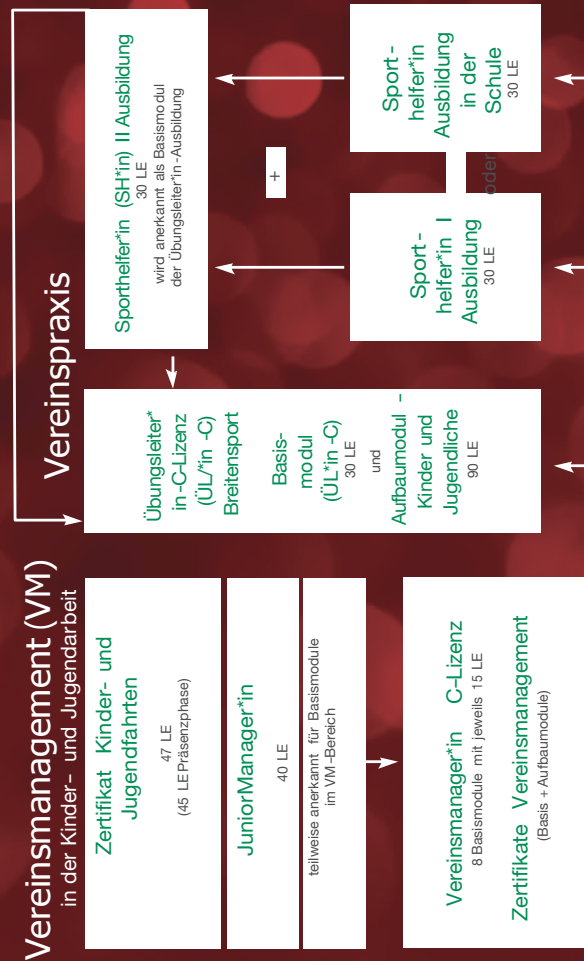 Vereinsmanagement (VM)
in der Kinder- und Jugendarbeit
Zertifikat Kinder- und
Jugendfahrten
47 LE
(45 LE Präsenzphase)
JuniorManager*in
40 LE
teilweise anerkannt für Basismodule
im VM-Bereich
Vereinsmanager*in C-Lizenz
8 Basismodule mit jeweils 15 LE
Zertifikate Vereinsmanagement
(Basis + Aufbaumodule)
Vereinspraxis
Übungsleiter*
in-C-Lizenz
(ÜL/*in -C)
Breitensport
Basis-
modul
(ÜL*in -C)
30 LE
und
Aufbaumodul –
Kinder und
Jugendliche
90 LE
Sporthelfer*in (SH*in) II Ausbildung
30 LE
wird anerkannt als Basismodul
der Übungsleiter*in-Ausbildung
+
Sport-
helfer*in I
Ausbildung
30 LE
oder
Sport-
helfer*in
Ausbildung
in der
Schule
30 LE